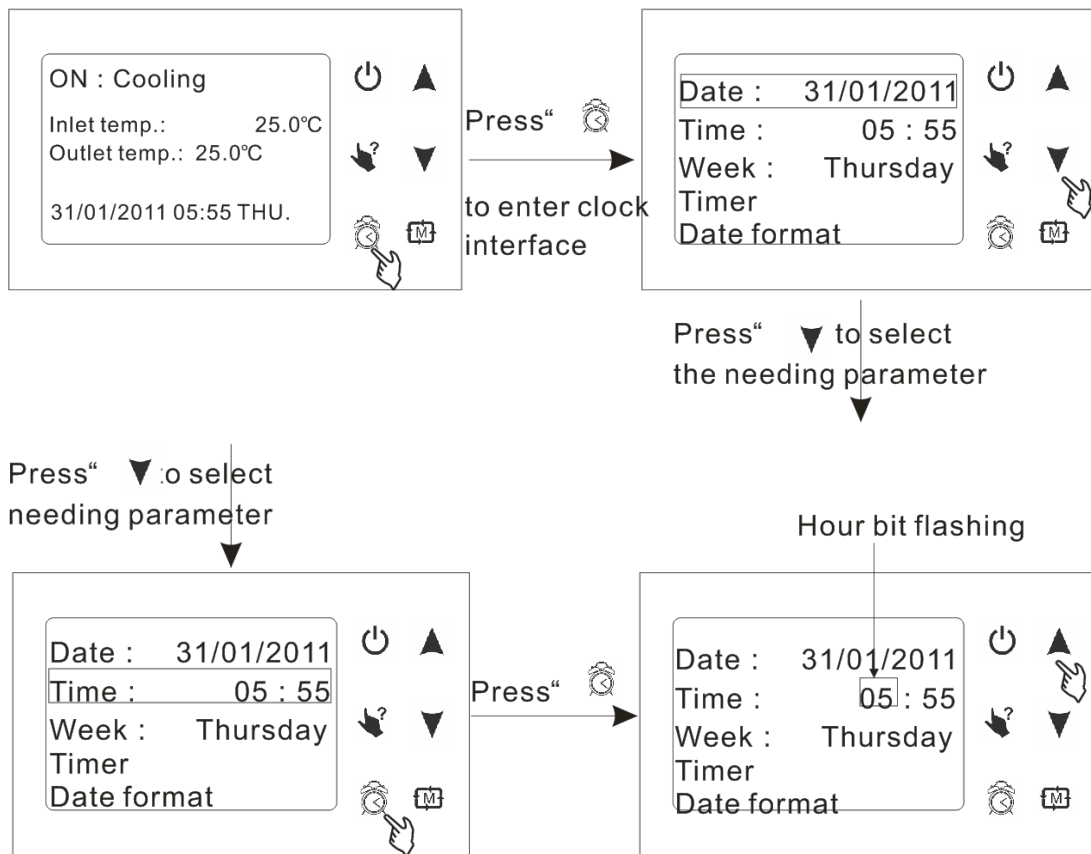 ON : Cooling
Inlet temp.: 25.0℃
Outlet temp.: 25.0℃
31/01/2011 05:55 THU.
?
M
Press“
to enter clock
interface
Date : 31/01/2011
Time : 05 : 55
Week : Thursday
Timer
Date format
?
M
Press“ to select
the needing parameter
Press“ :o select
needing parameter
Date : 31/01/2011
Time : 05 : 55
Week : Thursday
Timer
Date format
?
M
Press“
Hour bit flashing
Date : 31/01/2011
Time : 05 : 55
Week : Thursday
Timer
Date format
?
M